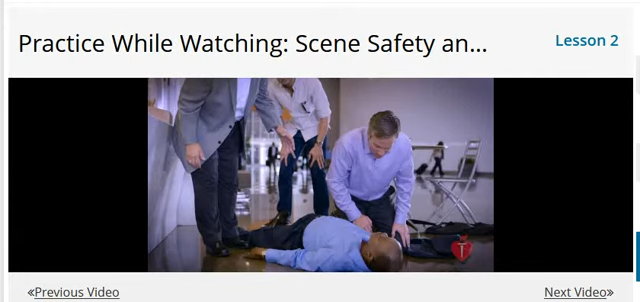 Practice While Watching: Scene Safety an...
Lesson 2
«Previous Video
Next Video»